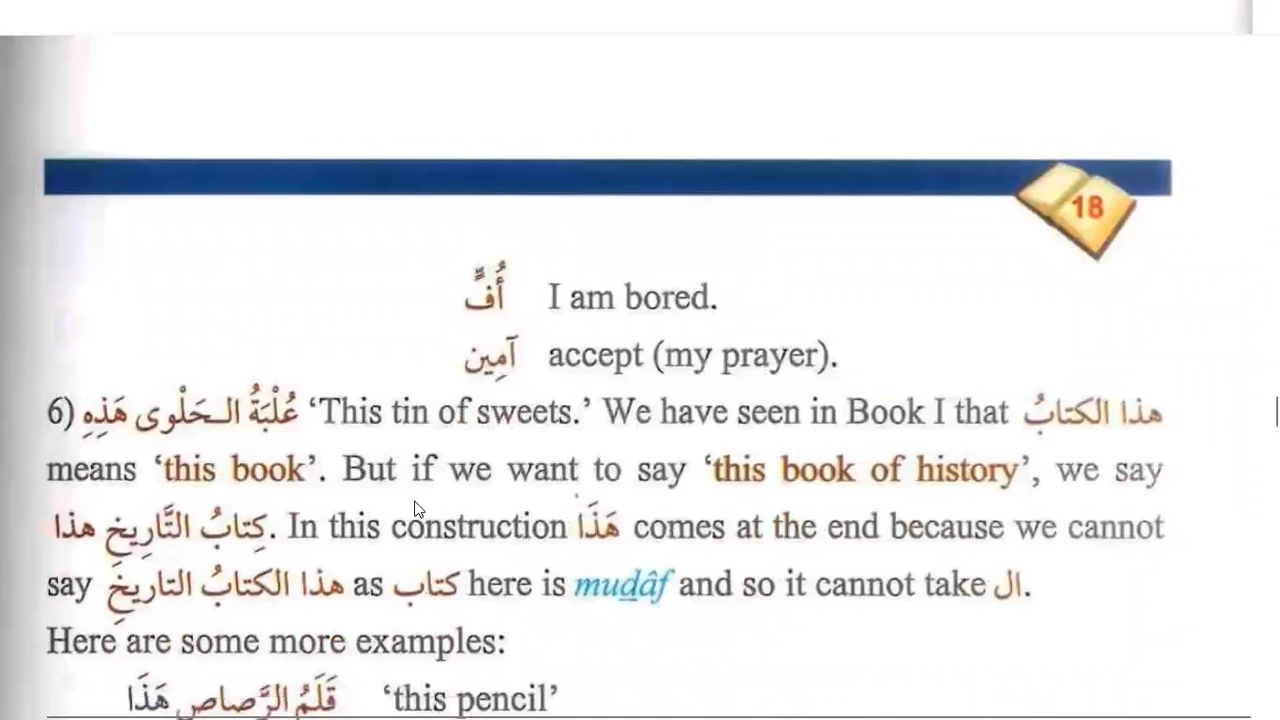 18
أُفٍّ I am bored.
آمِين accept (my prayer).
6) عُلْبَةُ الـحَلْوى هَذِهِ ‘This tin of sweets.’ We have seen in Book I that هذا الكتابُ
means ‘this book’. But if we want to say ‘this book of history’, we say
كِتابُ التَّارِيخِ هذا. In this construction هَذَا comes at the end because we cannot
say هذا الكتابُ التاريخَِ as كتاب here is mudâf and so it cannot take ال.
Here are some more examples:
قَلَمُ الرَّصاصِ هَذَا ‘this pencil’